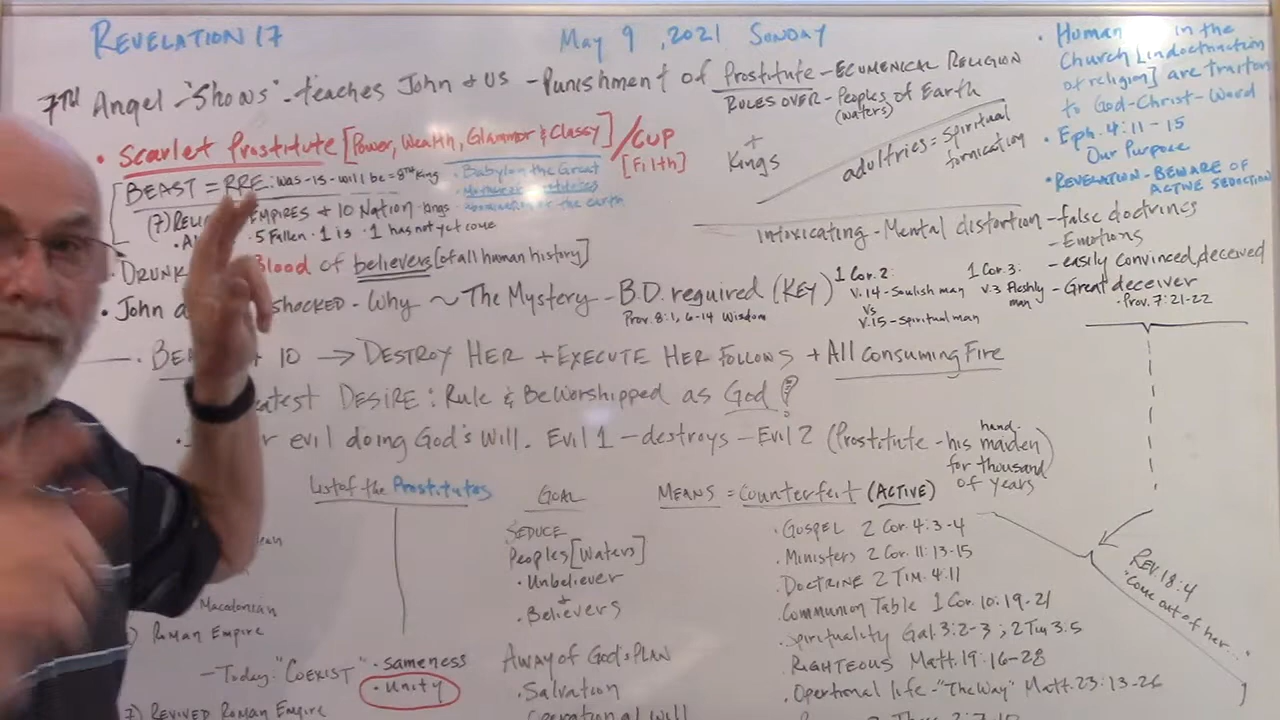 REVELATION 17
May 9, 2021 SUNDAY
7TH ANGEL - "Shows" - teaches John + US - Punishment of Prostitute - ECUMENICAL RELIGION
RULES OVER - Peoples of Earth
(waters)
+
Kings
adultries = spiritual
fornication
• Scarlet Prostitute [Power, Wealth, Glammor & Classy] / CUP
[Filth]
BEAST = RRE: was - is - will be = 8TH King
• Babylon the Great
of the earth
(7) EMPIRES + 10 Nation
• 5 Fallen • 1 is • 1 has not yet come
• DRUNK Blood of believers [of all human history]
• John SHOCKED - Why ~ The Mystery - B.D. required (KEY)
Prov. 8:1, 6-14 Wisdom
1 Cor. 2:
V.14 - Soulish man
vs
V.15 - Spiritual man
1 Cor. 3:
V.3 Fleshly
man
intoxicating - Mental distortion - false doctrines
- Emotions
- easily convinced, deceived
- Great deceiver
• Prov. 7:21-22
• Human in the
Church [indoctrination
of religion] are
to God-Christ-Word
• Eph. 4:11-15
Our Purpose
• REVELATION - BEWARE OF
ACTIVE SEDUCTION
+ 10 → DESTROY HER + EXECUTE HER FOLLOWS + All Consuming Fire
DESIRE: Rule & Be Worshipped as God
evil doing God's Will. Evil 1 - destroys - Evil 2 (Prostitute - his hand-
maiden
for thousand
of years)
List of the Prostitutes
Macadonian
Roman Empire
- Today: "COEXIST" • Sameness
• Unity
7) REVIVED ROMAN EMPIRE
GOAL
SEDUCE
Peoples [Waters]
• Unbeliever
+
• Believers
AWAY of God's PLAN
• Salvation
Operational Will
MEANS = Counterfeit (ACTIVE)
• GOSPEL 2 Cor. 4:3-4
• Ministers 2 Cor. 11:13-15
• DOCTRINE 2 Tim. 4:11
• Communion Table 1 Cor. 10:19-21
• Spirituality Gal. 3:2-3; 2 Tim 3:5
• RIGHTEOUS Matt. 19:16-28
• Opertional life - "The Way" Matt. 23:13-26
REV. 18:4
"Come out of her..."